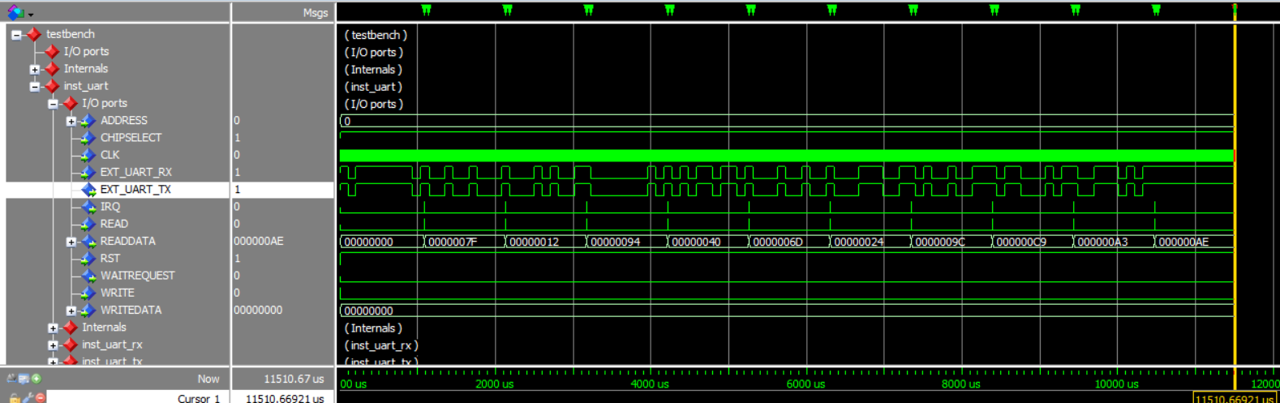 Msgs
testbench ( testbench )
I/O ports ( I/O ports )
Internals ( Internals )
inst_uart ( inst_uart )
I/O ports ( I/O ports )
ADDRESS 0 0
CHIPSELECT 1
CLK 0
EXT_UART_RX 1
EXT_UART_TX 1
IRQ 0
READ 0
READDATA 000000AE 00000000 0000007F 00000012 00000094 00000040 0000006D 00000024 0000009C 000000C9 000000A3 000000AE
RST 1
WAITREQUEST 0
WRITE 0
WRITEDATA 00000000 00000000
Internals ( Internals )
inst_uart_rx ( inst_uart_rx )
inst_uart_tx ( inst_uart_tx )
Now 11510.67 us 00 us 2000 us 4000 us 6000 us 8000 us 10000 us 12000
Cursor 1 11510.66921 us 11510.66921 us